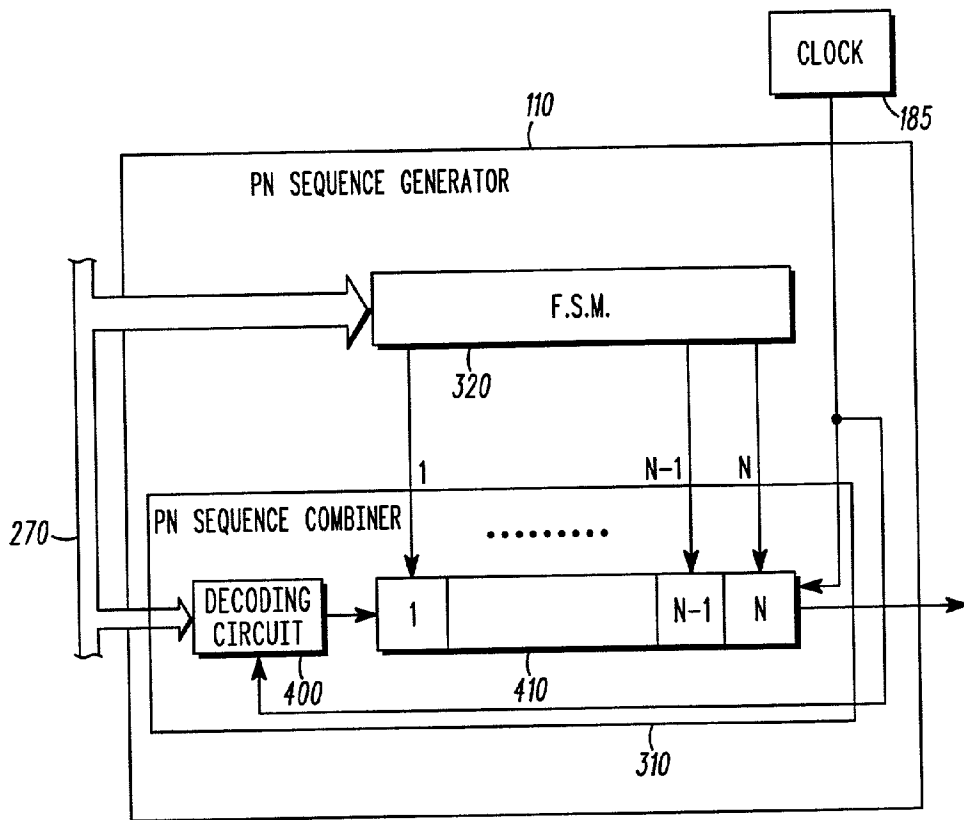 CLOCK
185
110
PN SEQUENCE GENERATOR
F.S.M.
320
1
N-1
N
270
PN SEQUENCE COMBINER
.........
DECODING
CIRCUIT
1
N-1
N
400
410
310